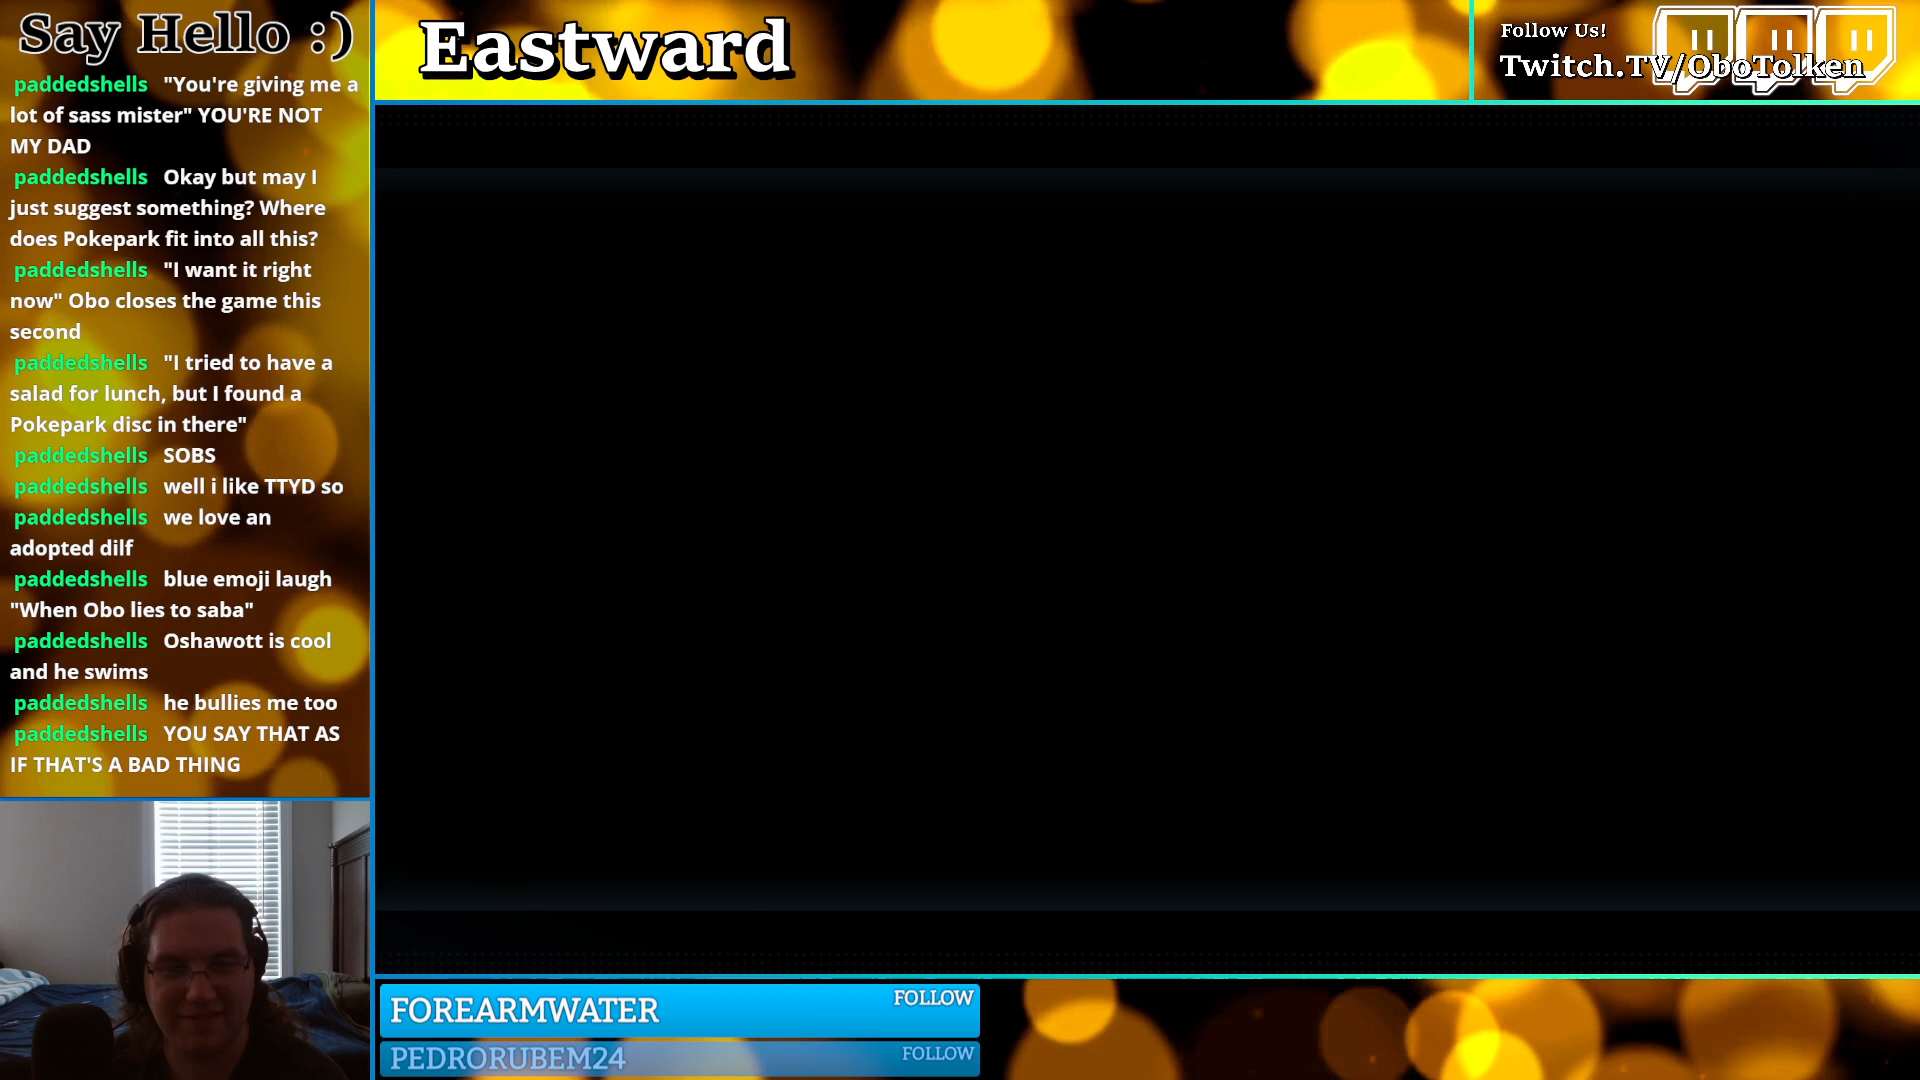 Say Hello :)
paddedshells "You're giving me a
lot of sass mister" YOU'RE NOT
MY DAD
paddedshells Okay but may I
just suggest something? Where
does Pokepark fit into all this?
paddedshells "I want it right
now" Obo closes the game this
second
paddedshells "I tried to have a
salad for lunch, but I found a
Pokepark disc in there"
paddedshells SOBS
paddedshells well i like TTYD so
paddedshells we love an
adopted dilf
paddedshells blue emoji laugh
"When Obo lies to saba"
paddedshells Oshawott is cool
and he swims
paddedshells he bullies me too
paddedshells YOU SAY THAT AS
IF THAT'S A BAD THING
Eastward
Follow Us!
Twitch.TV/OboTolken
FOREARMWATER FOLLOW
PEDRORUBEM24 FOLLOW